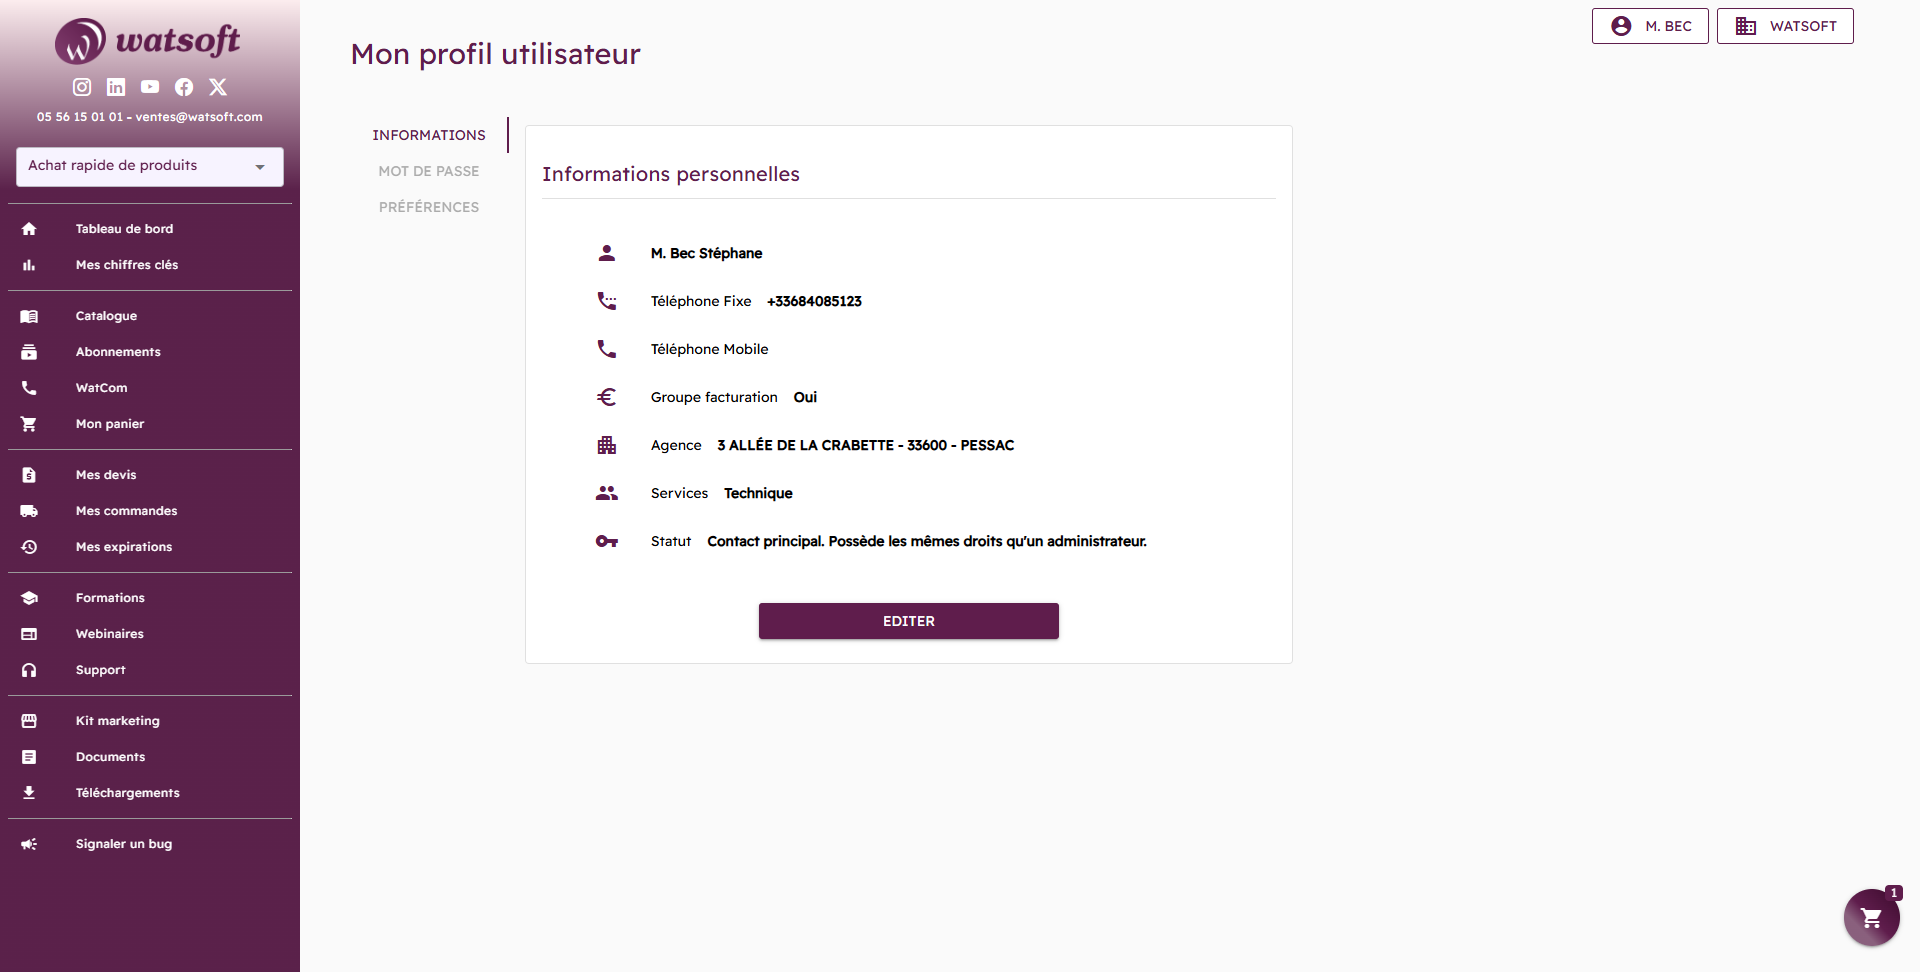 watsoft
05 56 15 01 01 - ventes@watsoft.com
Achat rapide de produits
Tableau de bord
Mes chiffres clés
Catalogue
Abonnements
WatCom
Mon panier
Mes devis
Mes commandes
Mes expirations
Formations
Webinaires
Support
Kit marketing
Documents
Téléchargements
Signaler un bug
M. BEC
WATSOFT
Mon profil utilisateur
INFORMATIONS
MOT DE PASSE
PRÉFÉRENCES
Informations personnelles
M. Bec Stéphane
Téléphone Fixe +33684085123
Téléphone Mobile
Groupe facturation Oui
Agence 3 ALLÉE DE LA CRABETTE - 33600 - PESSAC
Services Technique
Statut Contact principal. Possède les mêmes droits qu'un administrateur.
EDITER
1